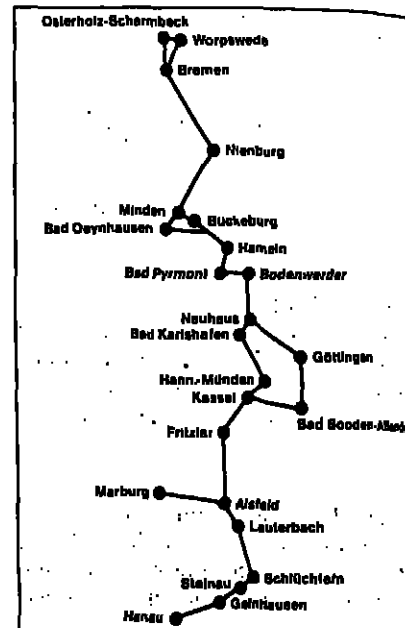 Osterholz-Scharmbeck
Worpswede
Bremen
Nienburg
Minden
Bückeburg
Bad Oeynhausen
Hameln
Bad Pyrmont
Bodenwerder
Neuhaus
Bad Karlshafen
Göttingen
Hann.-Münden
Kassel
Bad Sooden-Allend
Fritzlar
Marburg
Alsfeld
Lauterbach
Schlüchtern
Steinau
Gelnhausen
Hanau